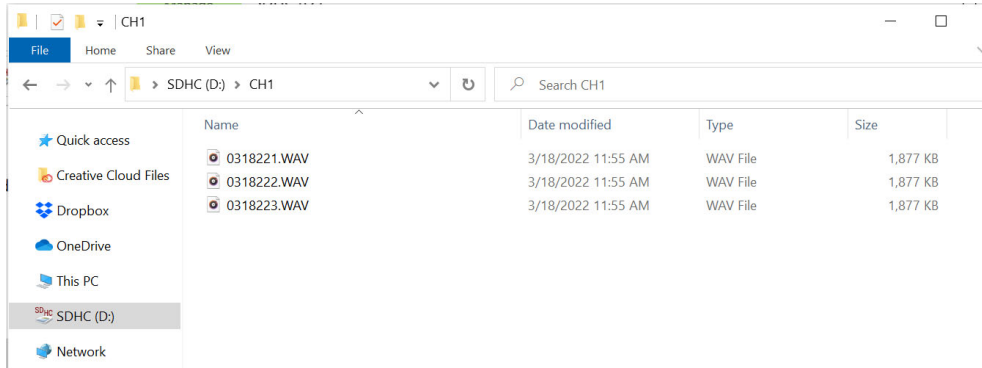 CH1
File Home Share View
SDHC (D:) CH1 Search CH1
Name Date modified Type Size
Quick access
0318221.WAV 3/18/2022 11:55 AM WAV File 1,877 KB
Creative Cloud Files
0318222.WAV 3/18/2022 11:55 AM WAV File 1,877 KB
Dropbox
0318223.WAV 3/18/2022 11:55 AM WAV File 1,877 KB
OneDrive
This PC
SDHC SDHC (D:)
Network